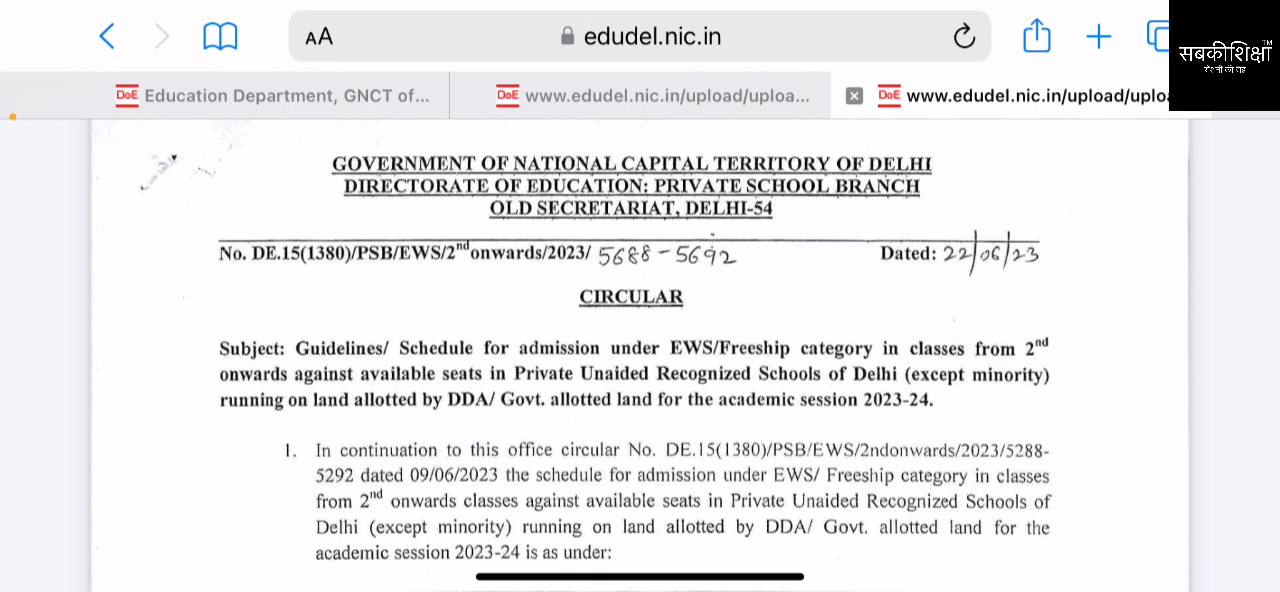 AA
edudel.nic.in
सबकीशिक्षा™
DoE Education Department, GNCT of...
DoE www.edudel.nic.in/upload/uploa...
DoE www.edudel.nic.in/upload/uplo
GOVERNMENT OF NATIONAL CAPITAL TERRITORY OF DELHI
DIRECTORATE OF EDUCATION: PRIVATE SCHOOL BRANCH
OLD SECRETARIAT, DELHI-54
No. DE.15(1380)/PSB/EWS/2nd onwards/2023/ 5688-5692 Dated: 22/06/23
CIRCULAR
Subject: Guidelines/ Schedule for admission under EWS/Freeship category in classes from 2nd
onwards against available seats in Private Unaided Recognized Schools of Delhi (except minority)
running on land allotted by DDA/ Govt. allotted land for the academic session 2023-24.
1. In continuation to this office circular No. DE.15(1380)/PSB/EWS/2ndonwards/2023/5288-
5292 dated 09/06/2023 the schedule for admission under EWS/ Freeship category in classes
from 2nd onwards classes against available seats in Private Unaided Recognized Schools of
Delhi (except minority) running on land allotted by DDA/ Govt. allotted land for the
academic session 2023-24 is as under: